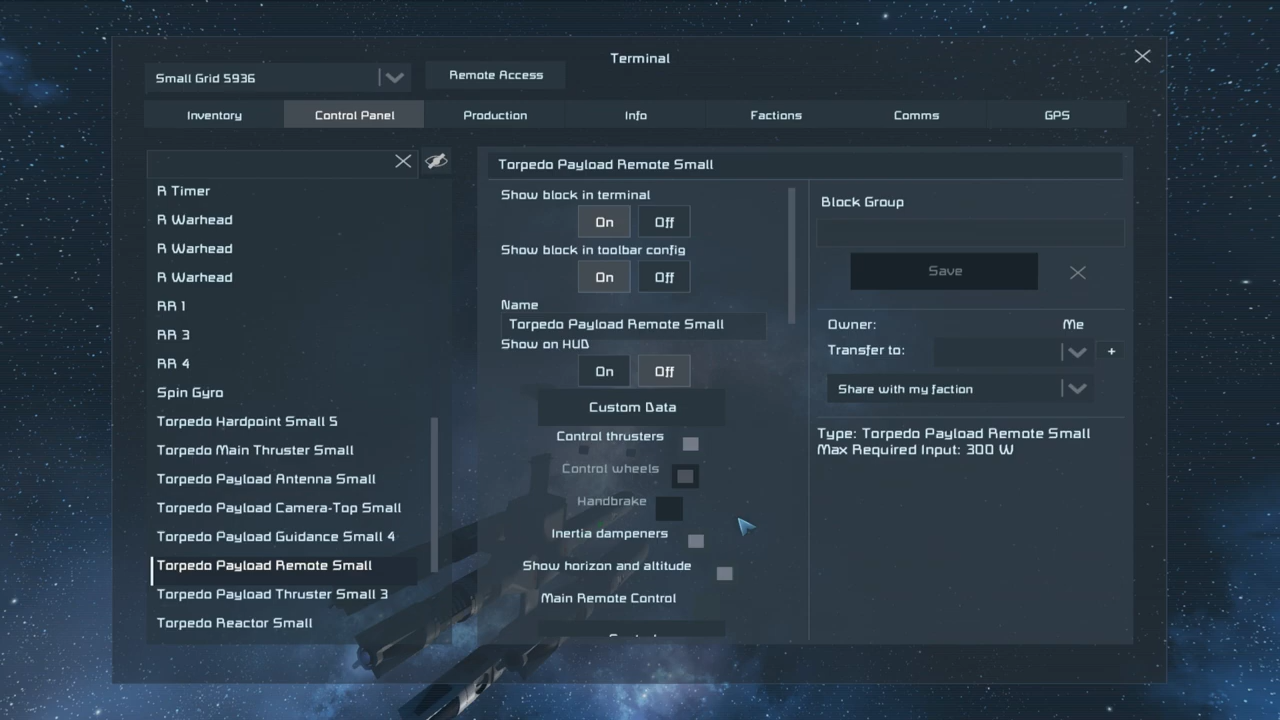 Terminal
Small Grid 5936
Remote Access
Inventory
Control Panel
Production
Info
Factions
Comms
GPS
R Timer
R Warhead
R Warhead
R Warhead
RR 1
RR 3
RR 4
Spin Gyro
Torpedo Hardpoint Small 5
Torpedo Main Thruster Small
Torpedo Payload Antenna Small
Torpedo Payload Camera-Top Small
Torpedo Payload Guidance Small 4
Torpedo Payload Remote Small
Torpedo Payload Thruster Small 3
Torpedo Reactor Small
Torpedo Payload Remote Small
Show block in terminal
On Off
Show block in toolbar config
On Off
Name
Torpedo Payload Remote Small
Show on HUD
On Off
Custom Data
Control thrusters
Control wheels
Handbrake
Inertia dampeners
Show horizon and altitude
Main Remote Control
Block Group
Save
Owner: Me
Transfer to:
+
Share with my faction
Type: Torpedo Payload Remote Small
Max Required Input: 300 W